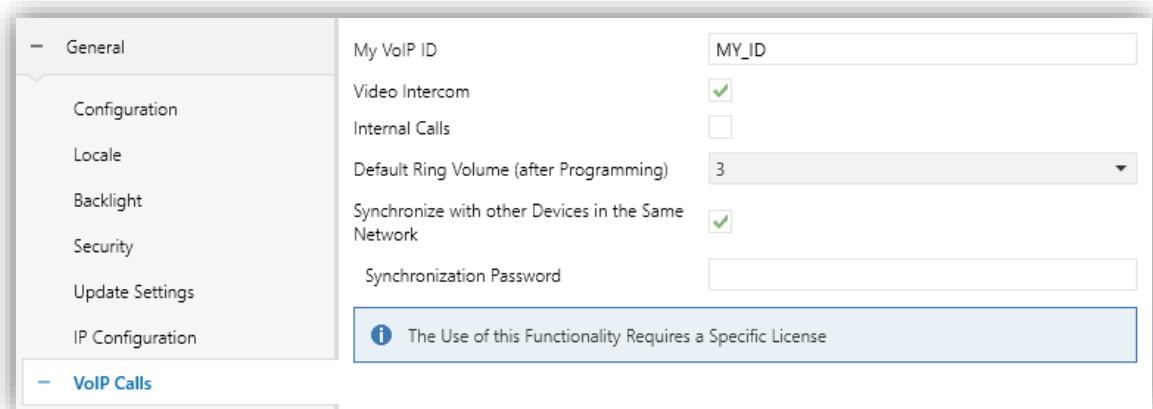 General
Configuration
Locale
Backlight
Security
Update Settings
IP Configuration
VoIP Calls
My VoIP ID MY_ID
Video Intercom
Internal Calls
Default Ring Volume (after Programming) 3
Synchronize with other Devices in the Same
Network
Synchronization Password
The Use of this Functionality Requires a Specific License